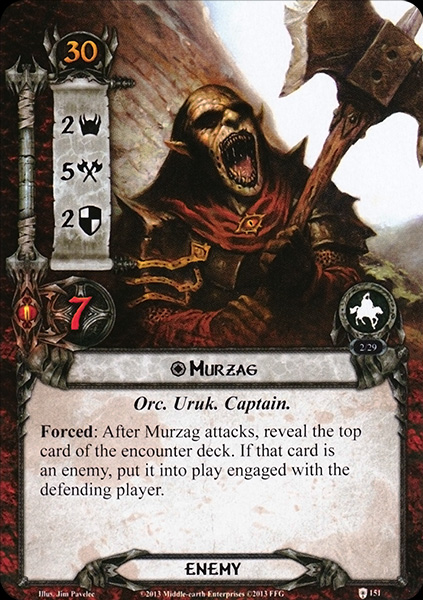 30
2
5
2
7
2/29
Murzag
Orc. Uruk. Captain.
Forced: After Murzag attacks, reveal the top
card of the encounter deck. If that card is
an enemy, put it into play engaged with the
defending player.
ENEMY
Illus. Jim Pavelec ©2013 Middle-earth Enterprises ©2013 FFG 151